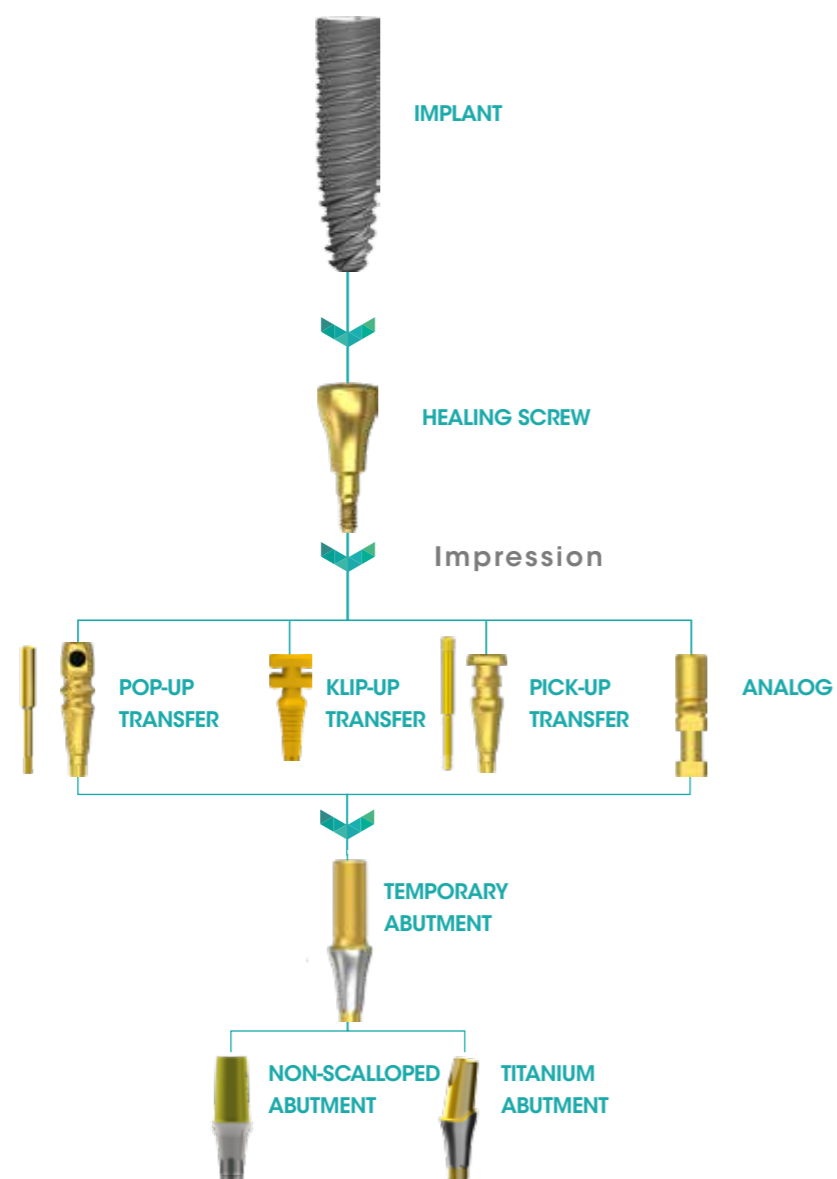 IMPLANT
HEALING SCREW
Impression
POP-UP
TRANSFER
KLIP-UP
TRANSFER
PICK-UP
TRANSFER
ANALOG
TEMPORARY
ABUTMENT
NON-SCALLOPED
ABUTMENT
TITANIUM
ABUTMENT